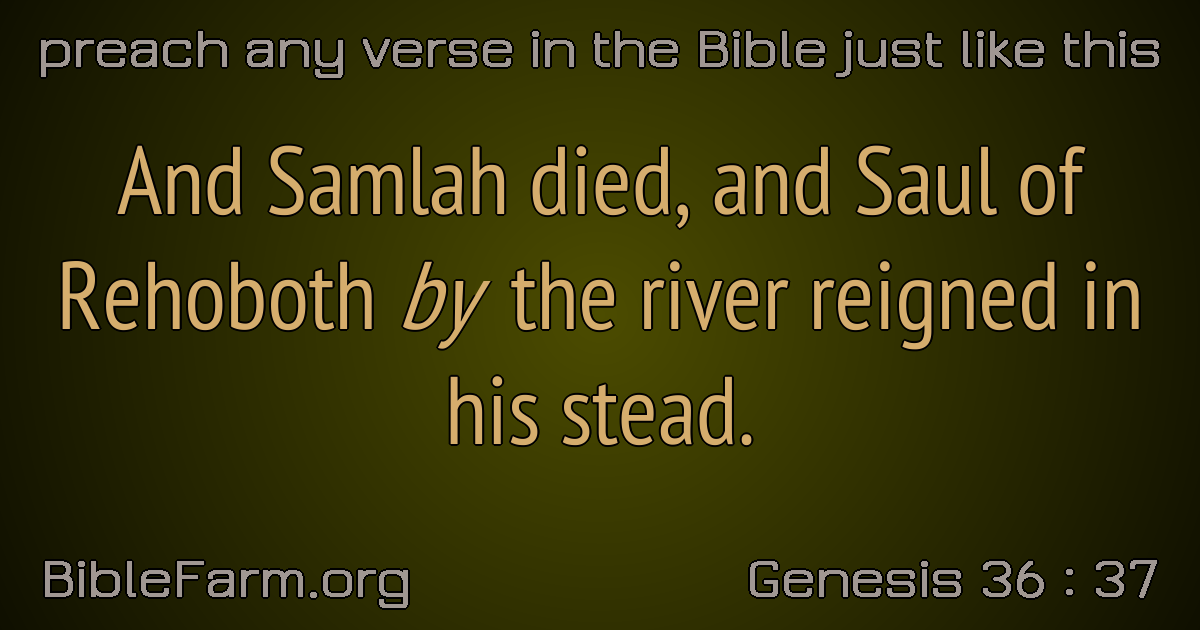 preach any verse in the Bible just like this
And Samlah died, and Saul of
Rehoboth by the river reigned in
his stead.
BibleFarm.org
Genesis 36 : 37